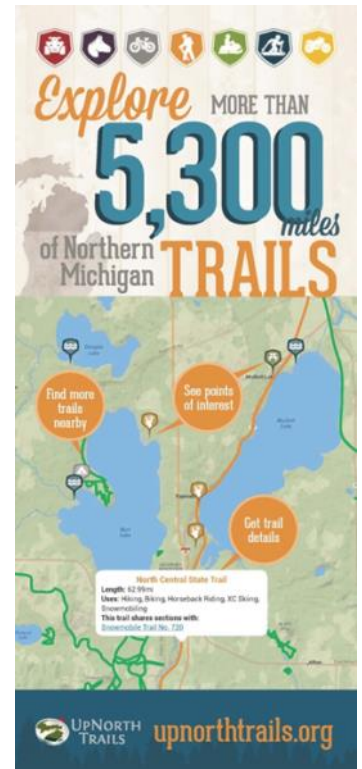 Explore MORE THAN
5,300
miles
of Northern
Michigan
TRAILS
Find more
trails
nearby
See points
of interest
Get trail
details
North Central State Trail
Length: 62.99mi
Uses: Hiking, Biking, Horseback Riding, XC Skiing,
Snowmobiling
This trail shares sections with:
Snowmobile Trail No. 739
UPNORTH
TRAILS
upnorthtrails.org